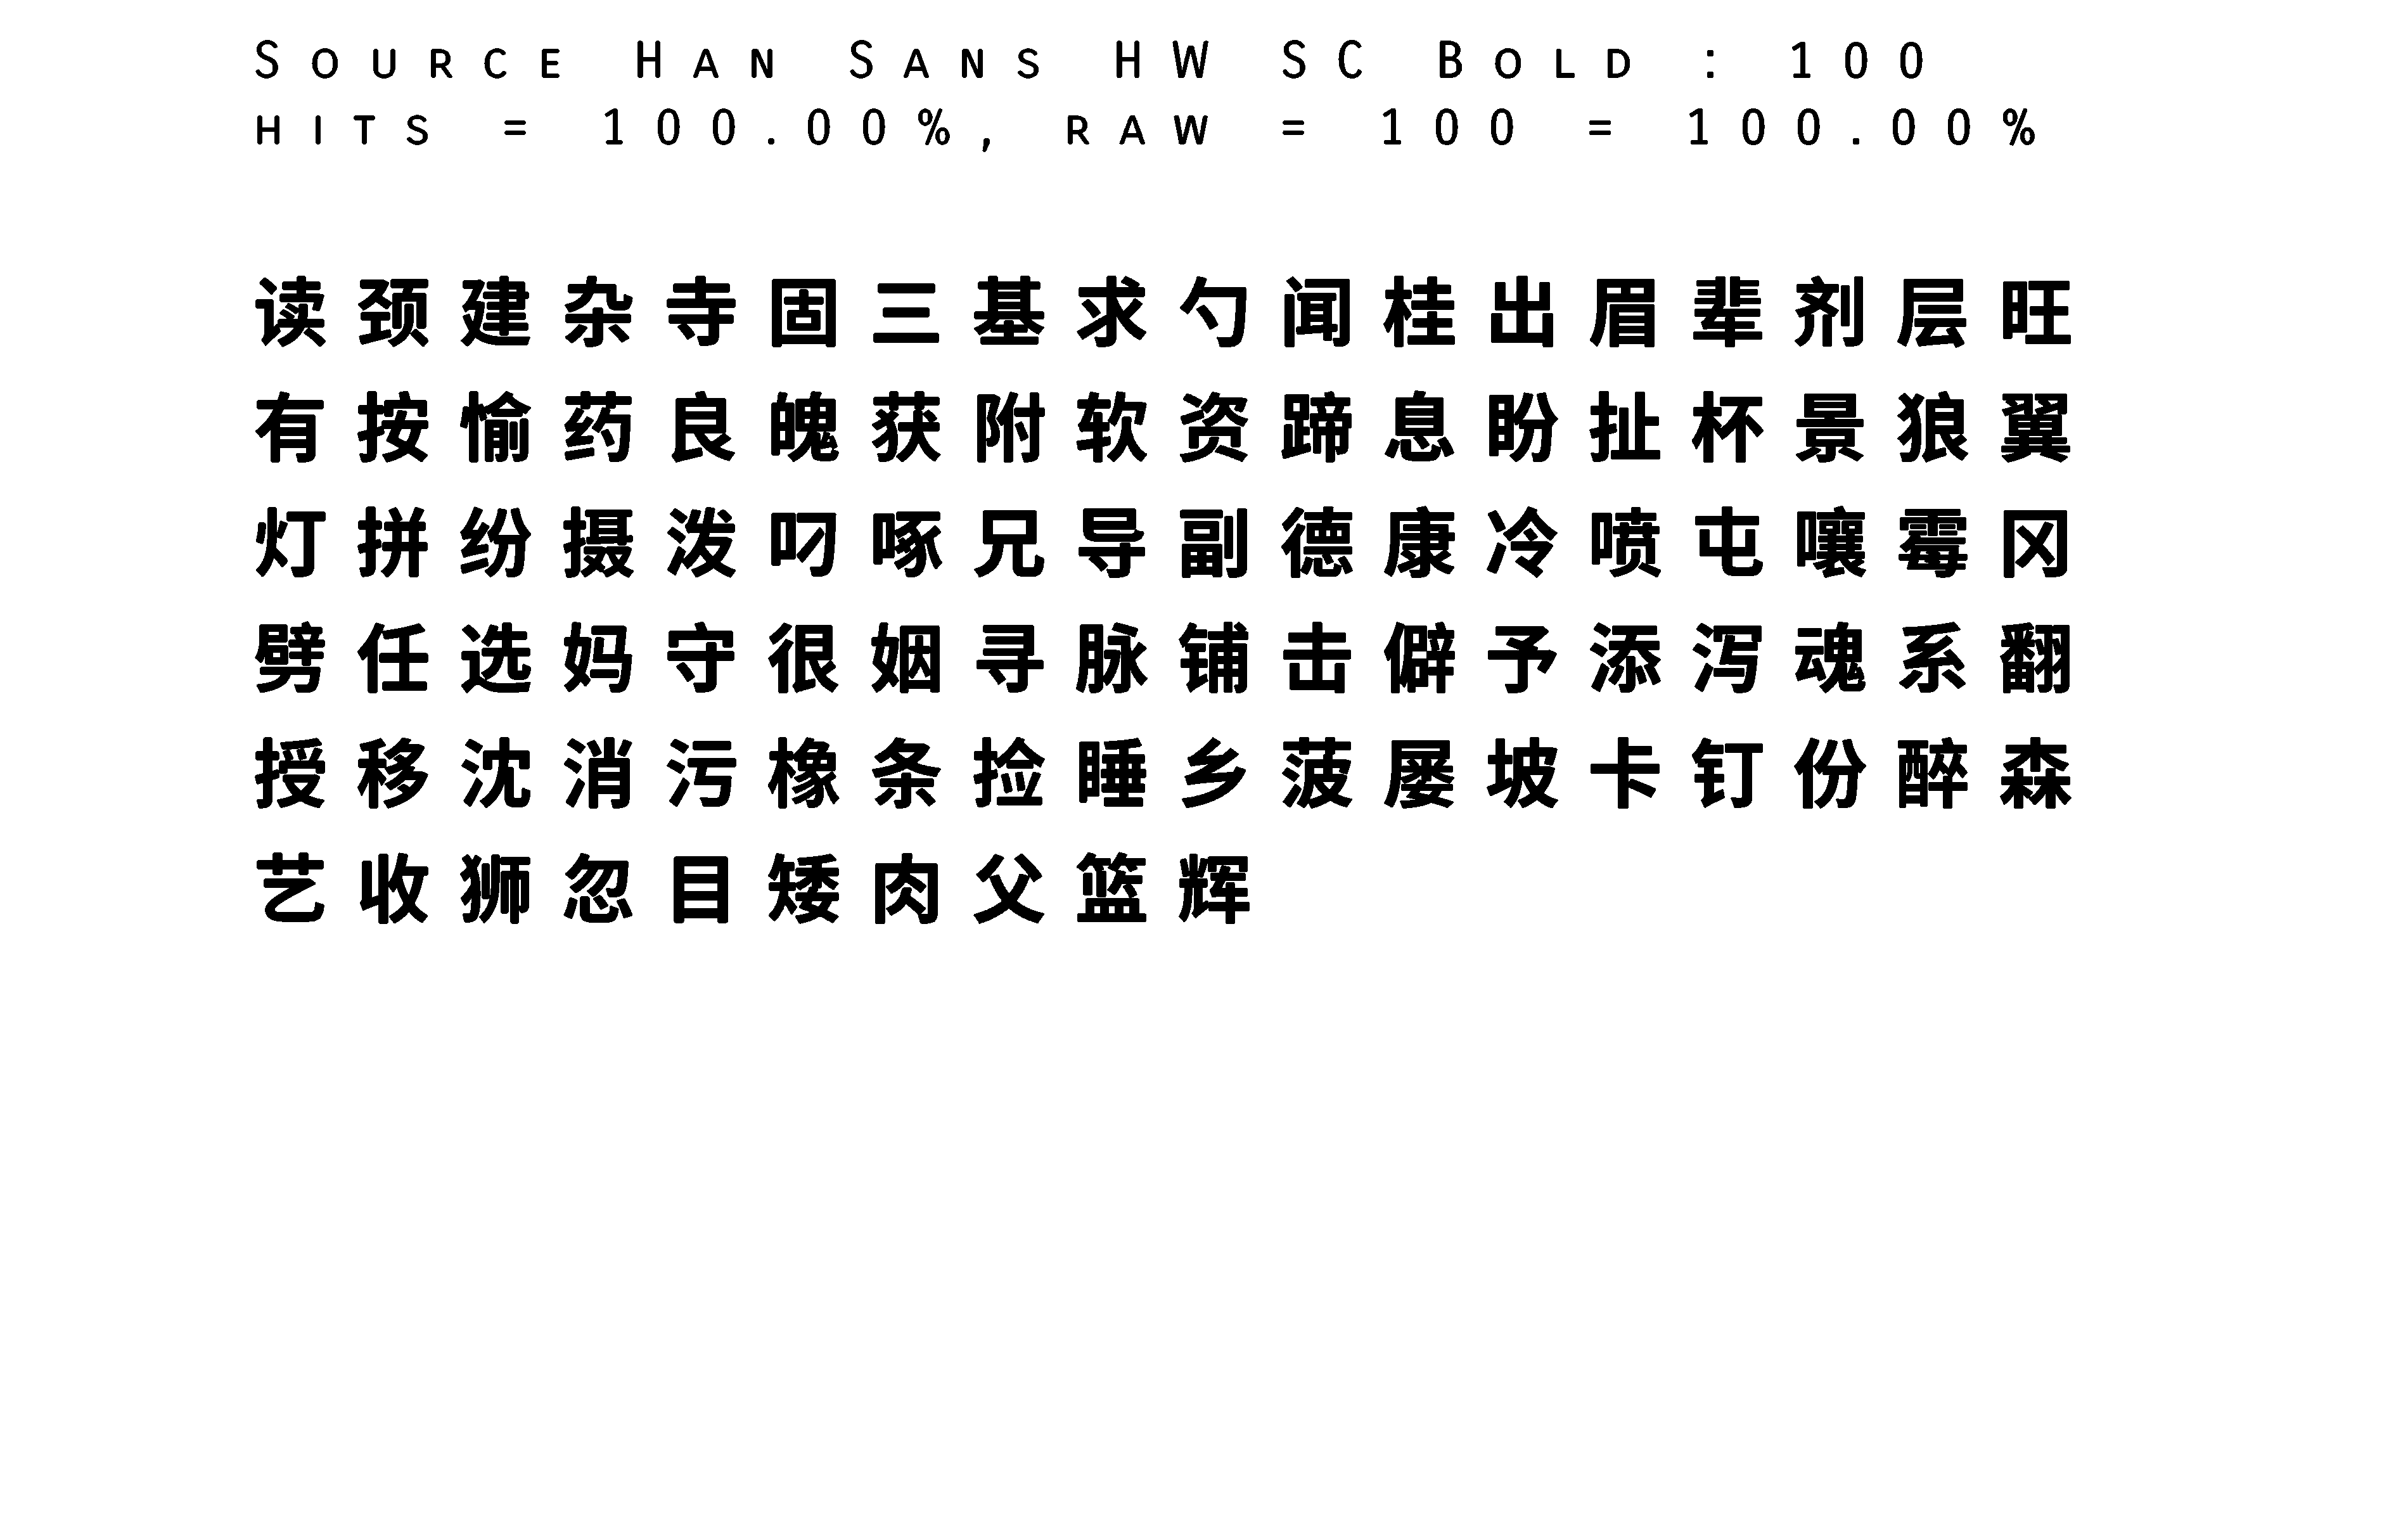 Source Han Sans HW SC Bold : 100
hits = 100.00%, raw = 100 = 100.00%
读颈建杂寺固三基求勺闻桂出眉辈剂层旺
有按愉药良魄获附软资蹄息盼扯杯景狼翼
灯拼纷摄泼叼啄兄导副德康冷喷屯嚷霉冈
劈任选妈守很姻寻脉铺击僻予添泻魂系翻
授移沈消污橡条捡睡乡菠屡坡卡钉份醉森
艺收狮忽目矮肉父篮辉